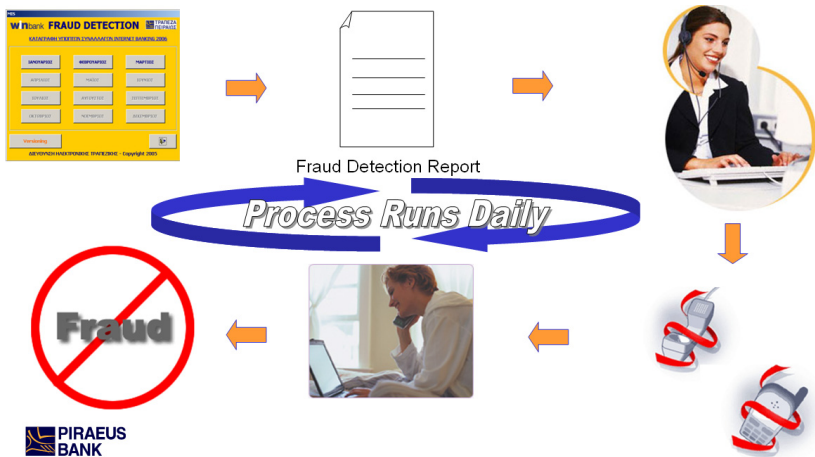 winbank FRAUD DETECTION ΤΡΑΠΕΖΑ ΠΕΙΡΑΙΩΣ
ΚΑΤΑΓΡΑΦΗ ΥΠΟΠΤΩΝ ΣΥΝΑΛΛΑΓΩΝ INTERNET BANKING 2006
ΙΑΝΟΥΑΡΙΟΣ ΦΕΒΡΟΥΑΡΙΟΣ ΜΑΡΤΙΟΣ
ΔΙΕΥΘΥΝΣΗ ΗΛΕΚΤΡΟΝΙΚΗΣ ΤΡΑΠΕΖΙΚΗΣ - Copyright 2005
Fraud Detection Report
Process Runs Daily
Fraud
PIRAEUS
BANK